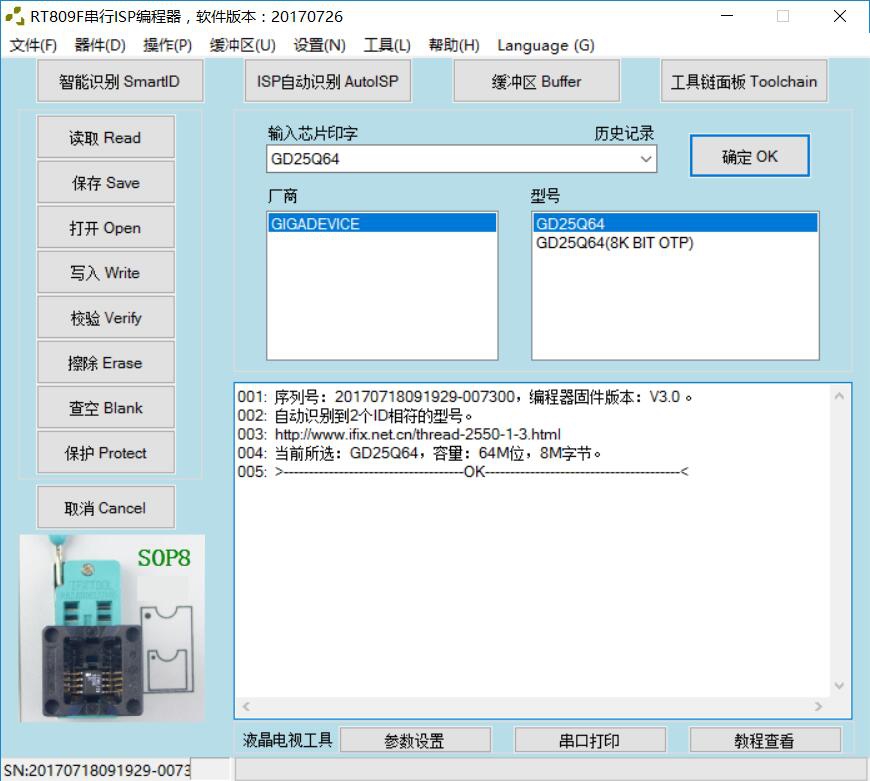 RT809F串行ISP编程器，软件版本：20170726
文件(F) 器件(D) 操作(P) 缓冲区(U) 设置(N) 工具(L) 帮助(H) Language (G)
智能识别 SmartID ISP自动识别 AutoISP 缓冲区 Buffer 工具链面板 Toolchain
读取 Read
保存 Save
打开 Open
写入 Write
校验 Verify
擦除 Erase
查空 Blank
保护 Protect
取消 Cancel
SOP8
输入芯片印字 历史记录
GD25Q64
确定 OK
厂商 型号
GIGADEVICE
GD25Q64
GD25Q64(8K BIT OTP)
001: 序列号：20170718091929-007300，编程器固件版本：V3.0 。
002: 自动识别到2个ID相符的型号。
003: http://www.ifix.net.cn/thread-2550-1-3.html
004: 当前所选：GD25Q64，容量：64M位，8M字节。
005: >-----------------------------------OK--------------------------------------<
液晶电视工具 参数设置 串口打印 教程查看
SN:20170718091929-0073